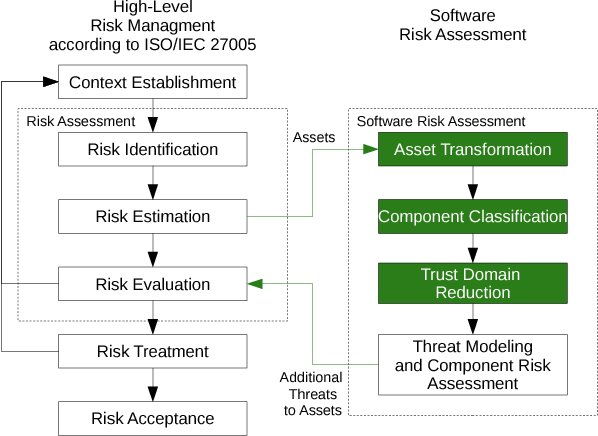 High-Level
Risk Managment
according to ISO/IEC 27005
Software
Risk Assessment
Context Establishment
Risk Assessment
Risk Identification
Risk Estimation
Risk Evaluation
Risk Treatment
Risk Acceptance
Assets
Additional
Threats
to Assets
Software Risk Assessment
Asset Transformation
Component Classification
Trust Domain
Reduction
Threat Modeling
and Component Risk
Assessment